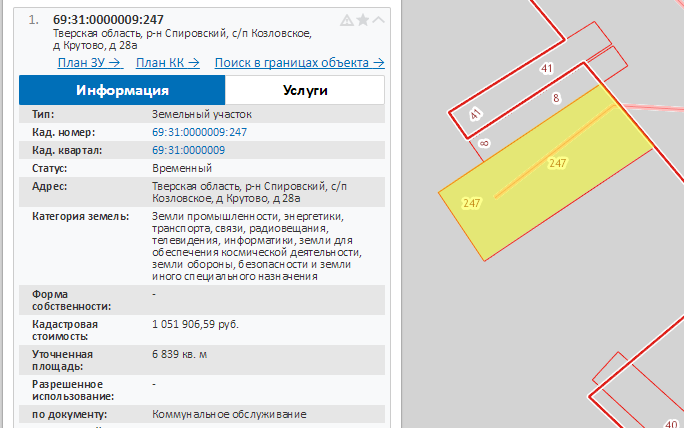 1. 69:31:0000009:247
Тверская область, р-н Спировский, с/п Козловское,
д Крутово, д 28а
План ЗУ → План КК → Поиск в границах объекта →
Информация Услуги
Тип: Земельный участок
Кад. номер: 69:31:0000009:247
Кад. квартал: 69:31:0000009
Статус: Временный
Адрес: Тверская область, р-н Спировский, с/п
Козловское, д Крутово, д 28а
Категория земель: Земли промышленности, энергетики,
транспорта, связи, радиовещания,
телевидения, информатики, земли для
обеспечения космической деятельности,
земли обороны, безопасности и земли
иного специального назначения
Форма -
собственности:
Кадастровая 1 051 906,59 руб.
стоимость:
Уточненная 6 839 кв. м
площадь:
Разрешенное -
использование:
по документу: Коммунальное обслуживание
41
8
41
8
247
247
40